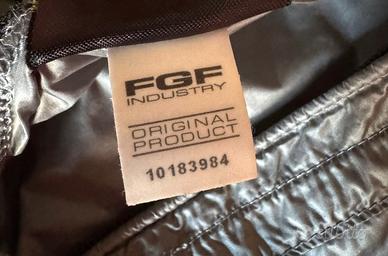 FGF
INDUSTRY
ORIGINAL
PRODUCT
10183984